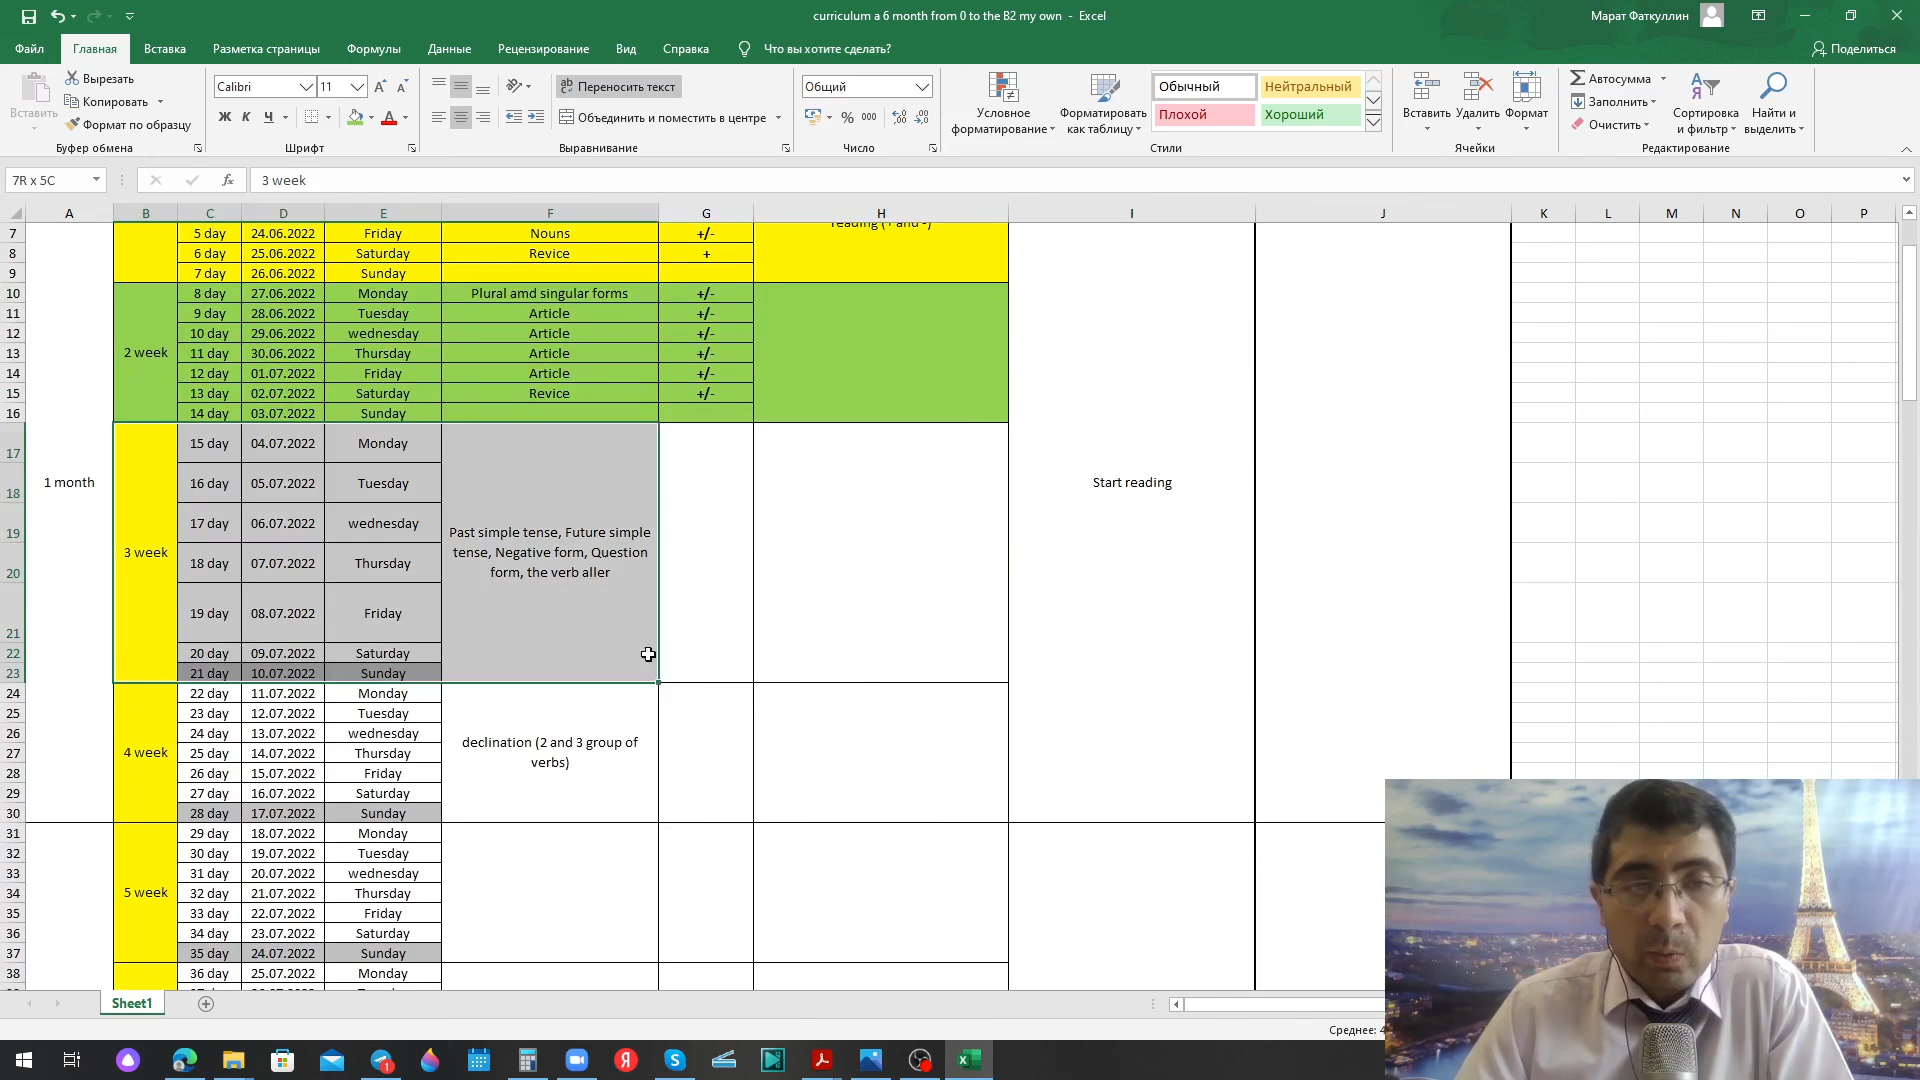 curriculum a 6 month from 0 to the B2 my own - Excel
Марат Фаткуллин
Файл Главная Вставка Разметка страницы Формулы Данные Рецензирование Вид Справка Что вы хотите сделать? Поделиться
Вставить
Вырезать
Копировать
Формат по образцу
Буфер обмена
Calibri 11
Ж К Ч
Шрифт
Переносить текст
Объединить и поместить в центре
Выравнивание
Общий
% 000
Число
Условное форматирование
Форматировать как таблицу
Обычный Нейтральный
Плохой Хороший
Стили
Вставить Удалить Формат
Ячейки
Автосумма
Заполнить
Очистить
Сортировка и фильтр
Найти и выделить
Редактирование
7R x 5C fx 3 week
A B C D E F G H I J K L M N O P
7 5 day 24.06.2022 Friday Nouns +/- reading (+ and -)
8 6 day 25.06.2022 Saturday Revice +
9 7 day 26.06.2022 Sunday
10 8 day 27.06.2022 Monday Plural amd singular forms +/-
11 9 day 28.06.2022 Tuesday Article +/-
12 10 day 29.06.2022 wednesday Article +/-
13 2 week 11 day 30.06.2022 Thursday Article +/-
14 12 day 01.07.2022 Friday Article +/-
15 13 day 02.07.2022 Saturday Revice +/-
16 14 day 03.07.2022 Sunday
17 15 day 04.07.2022 Monday
18 1 month 16 day 05.07.2022 Tuesday Start reading
19 17 day 06.07.2022 wednesday
3 week Past simple tense, Future simple
tense, Negative form, Question
form, the verb aller
20 18 day 07.07.2022 Thursday
21 19 day 08.07.2022 Friday
22 20 day 09.07.2022 Saturday
23 21 day 10.07.2022 Sunday
24 22 day 11.07.2022 Monday
25 23 day 12.07.2022 Tuesday
26 24 day 13.07.2022 wednesday
27 4 week 25 day 14.07.2022 Thursday declination (2 and 3 group of
verbs)
28 26 day 15.07.2022 Friday
29 27 day 16.07.2022 Saturday
30 28 day 17.07.2022 Sunday
31 29 day 18.07.2022 Monday
32 30 day 19.07.2022 Tuesday
33 31 day 20.07.2022 wednesday
34 5 week 32 day 21.07.2022 Thursday
35 33 day 22.07.2022 Friday
36 34 day 23.07.2022 Saturday
37 35 day 24.07.2022 Sunday
38 36 day 25.07.2022 Monday
Sheet1
Среднее: 4